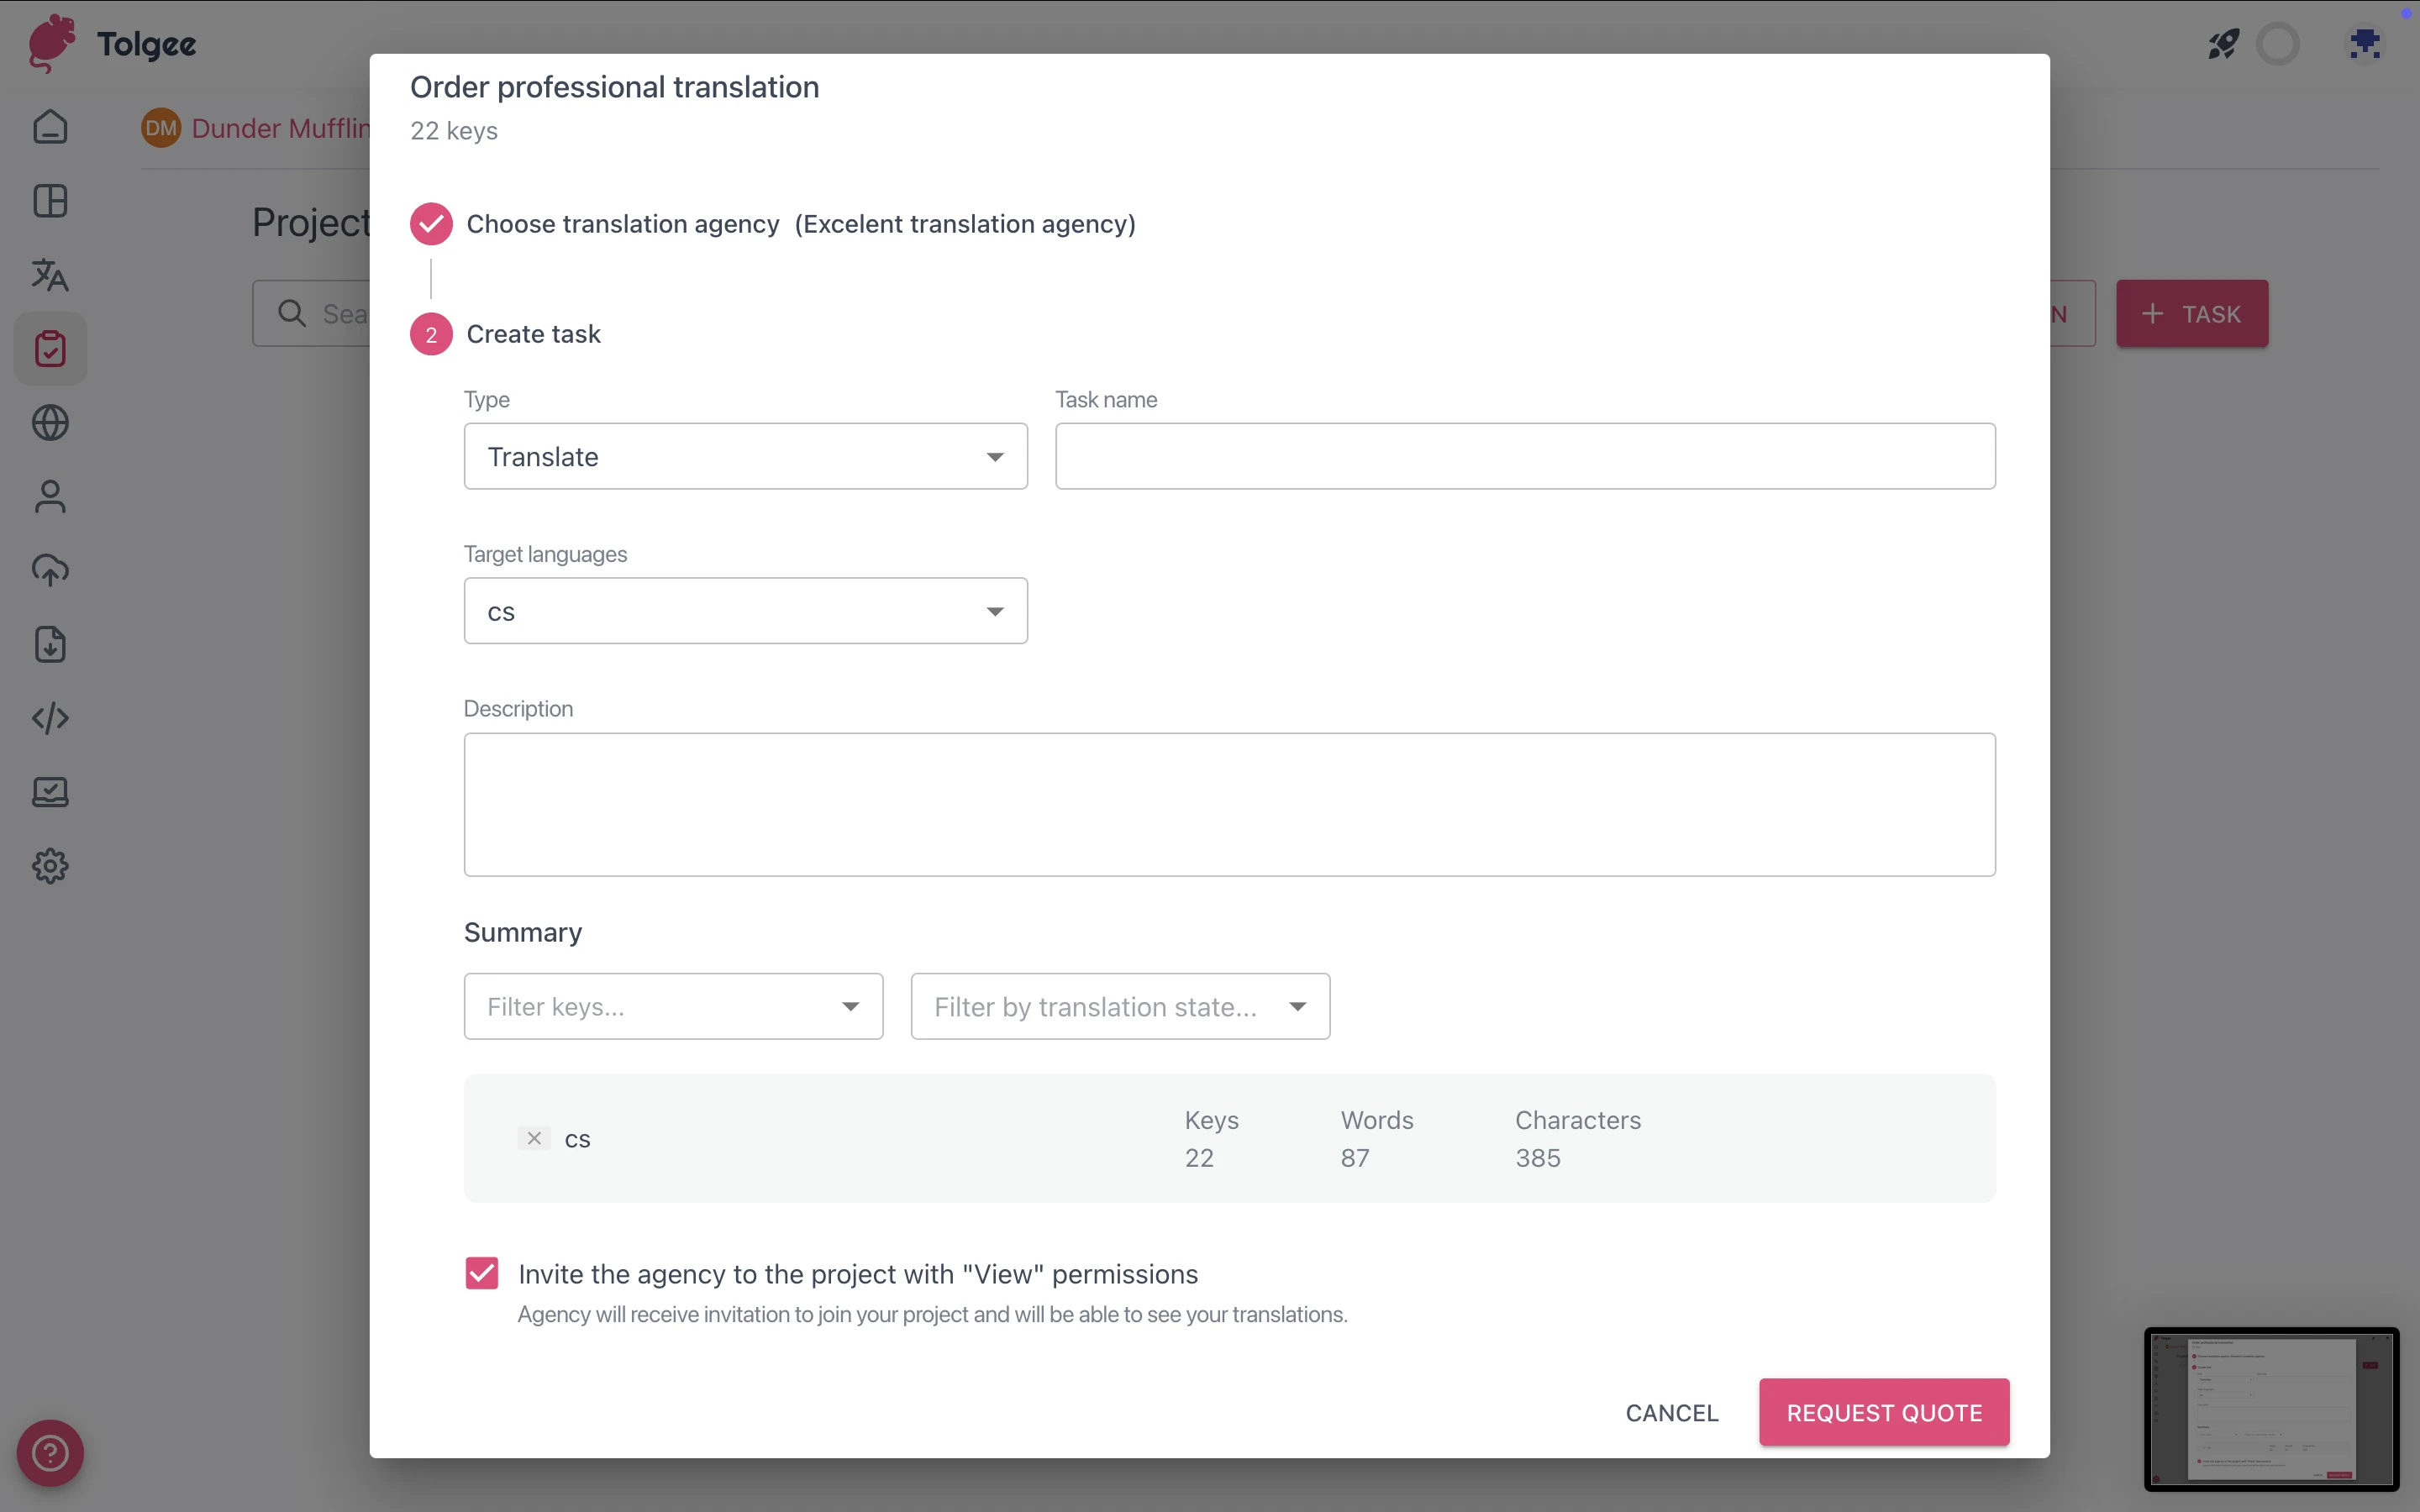 Tolgee
DM Dunder Mufflin
Project
Sea
N
+ TASK
Order professional translation
22 keys
Choose translation agency (Excelent translation agency)
2 Create task
Type
Translate
Task name
Target languages
cs
Description
Summary
Filter keys...
Filter by translation state...
cs
Keys Words Characters
22 87 385
Invite the agency to the project with "View" permissions
Agency will receive invitation to join your project and will be able to see your translations.
CANCEL
REQUEST QUOTE